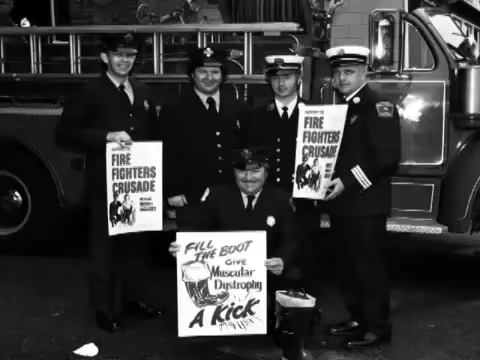 FIRE
FIGHTERS
CRUSADE
FIRE
FIGHTERS
CRUSADE
FILL THE BOOT
GIVE
Muscular
Dystrophy
A KICK